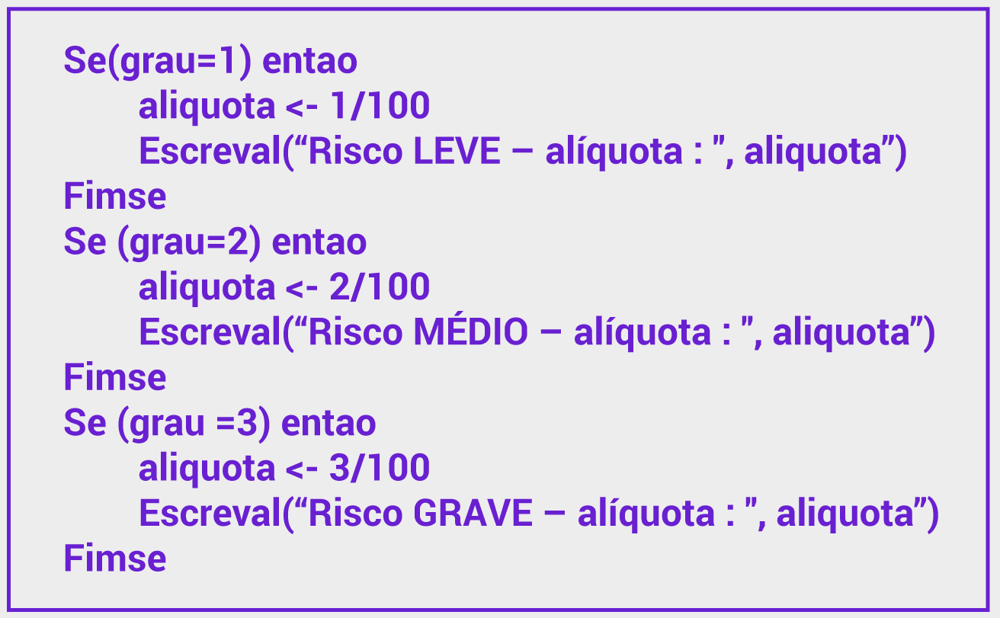 Se(grau=1) entao
aliquota <- 1/100
Escreval(“Risco LEVE – alíquota : ", aliquota”)
Fimse
Se (grau=2) entao
aliquota <- 2/100
Escreval(“Risco MÉDIO – alíquota : ", aliquota”)
Fimse
Se (grau =3) entao
aliquota <- 3/100
Escreval(“Risco GRAVE – alíquota : ", aliquota”)
Fimse